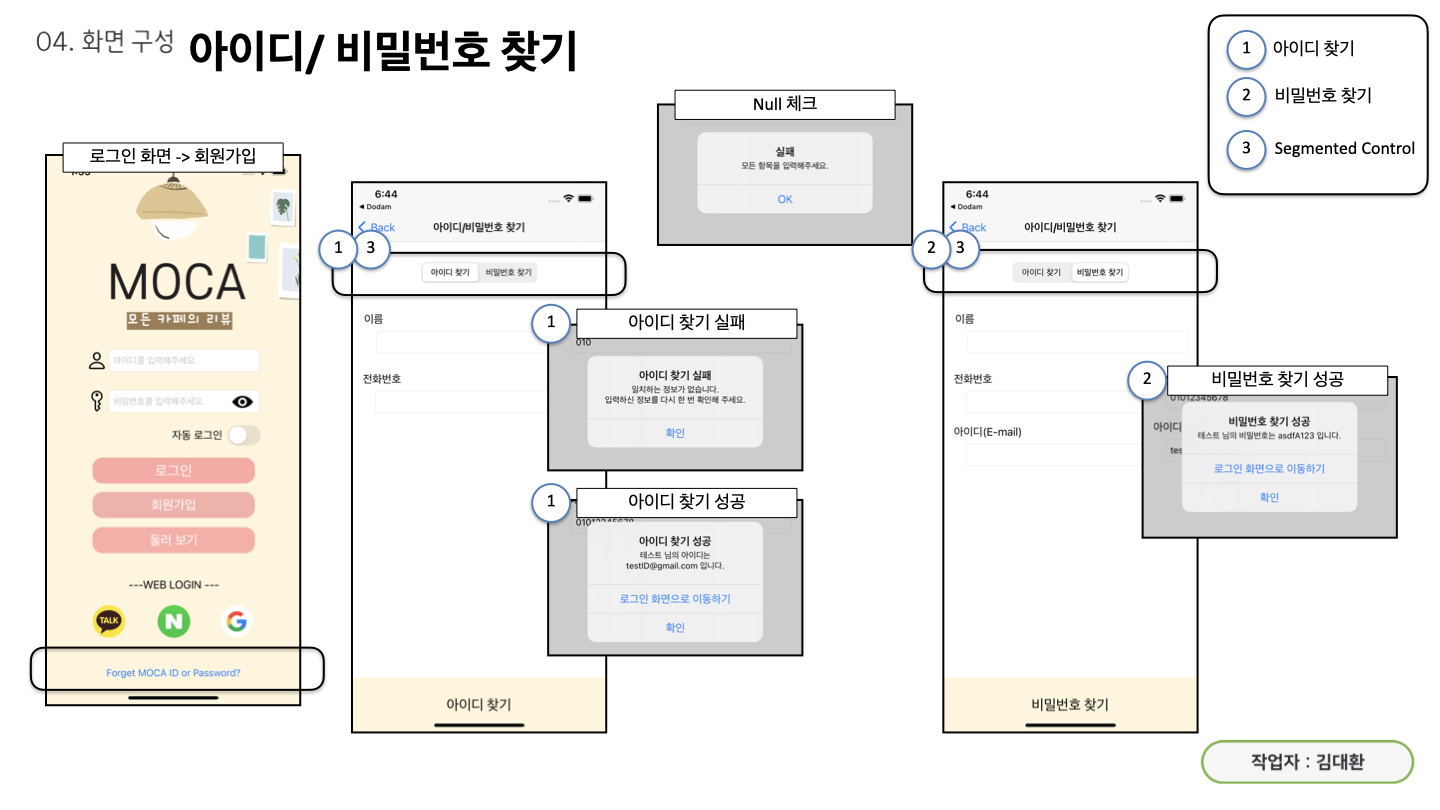 04. 화면 구성 아이디/ 비밀번호 찾기
1 아이디 찾기
2 비밀번호 찾기
3 Segmented Control
로그인 화면 -> 회원가입
MOCA
모든 카페의 리뷰
아이디를 입력해주세요.
비밀번호를 입력해주세요.
자동 로그인
로그인
회원가입
둘러 보기
---WEB LOGIN ---
TALK
N
G
Forget MOCA ID or Password?
6:44
Dodam
Back
아이디/비밀번호 찾기
1 3
아이디 찾기 비밀번호 찾기
이름
전화번호
아이디 찾기
Null 체크
실패
모든 항목을 입력해주세요.
OK
1 아이디 찾기 실패
010
아이디 찾기 실패
일치하는 정보가 없습니다.
입력하신 정보를 다시 한 번 확인해 주세요.
확인
1 아이디 찾기 성공
01012345678
아이디 찾기 성공
테스트 님의 아이디는
testID@gmail.com 입니다.
로그인 화면으로 이동하기
확인
6:44
Dodam
Back
아이디/비밀번호 찾기
2 3
아이디 찾기 비밀번호 찾기
이름
전화번호
아이디(E-mail)
비밀번호 찾기
2 비밀번호 찾기 성공
01012345678
아이디
tes
비밀번호 찾기 성공
테스트 님의 비밀번호는 asdfA123 입니다.
로그인 화면으로 이동하기
확인
작업자 : 김대환